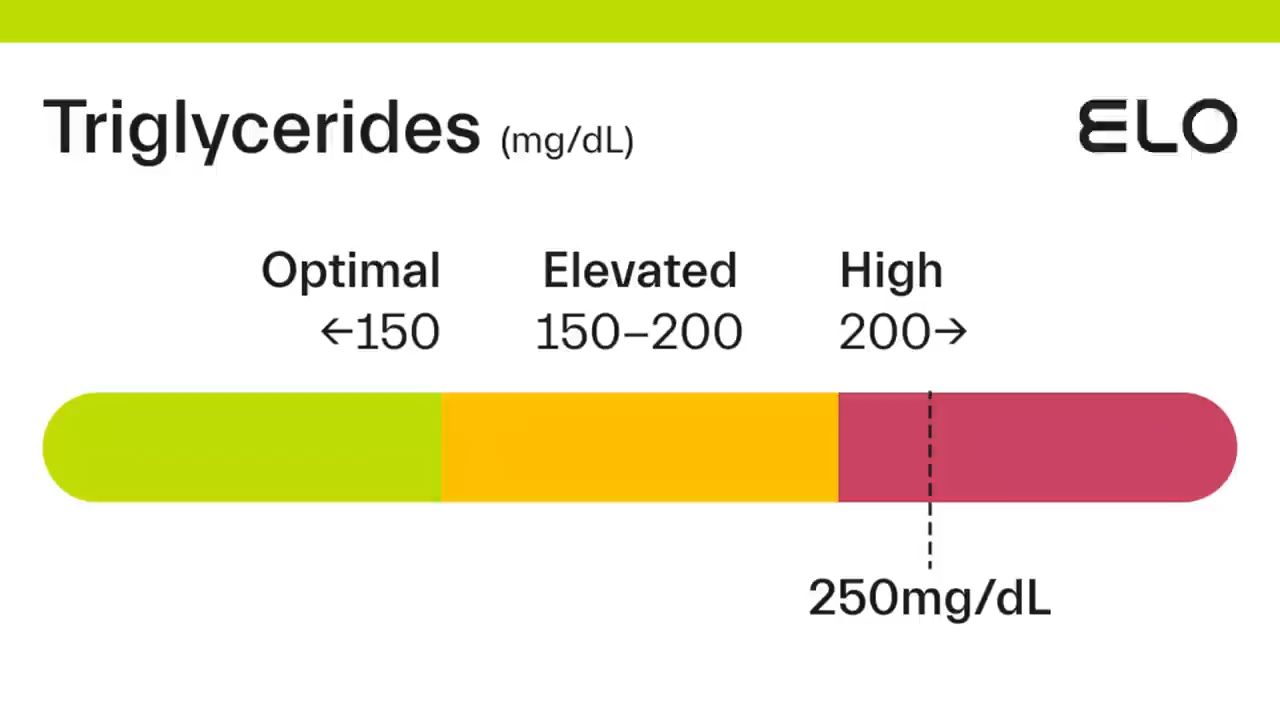 Triglycerides (mg/dL)
ELO
Optimal Elevated High
←150 150–200 200→
250mg/dL